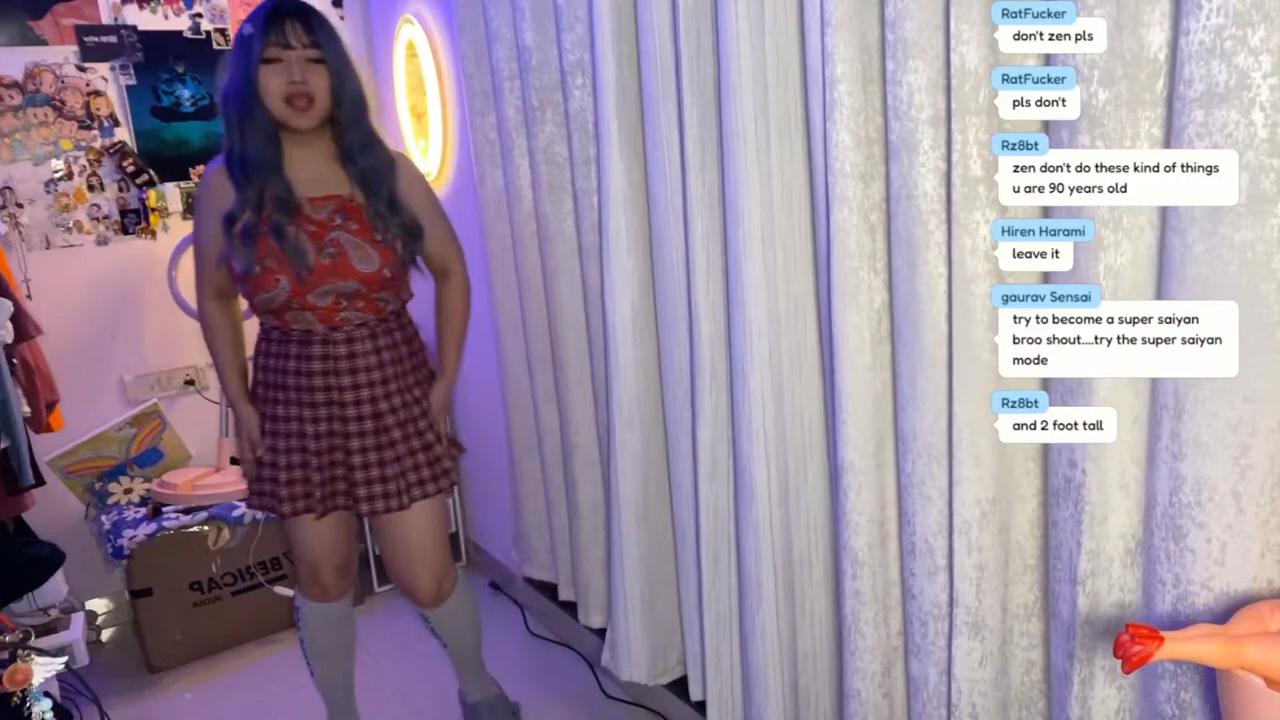 RatFucker
don't zen pls
RatFucker
pls don't
Rz8bt
zen don't do these kind of things
u are 90 years old
Hiren Harami
leave it
gaurav Sensai
try to become a super saiyan
broo shout....try the super saiyan
mode
Rz8bt
and 2 foot tall
BERICAP
INDIA